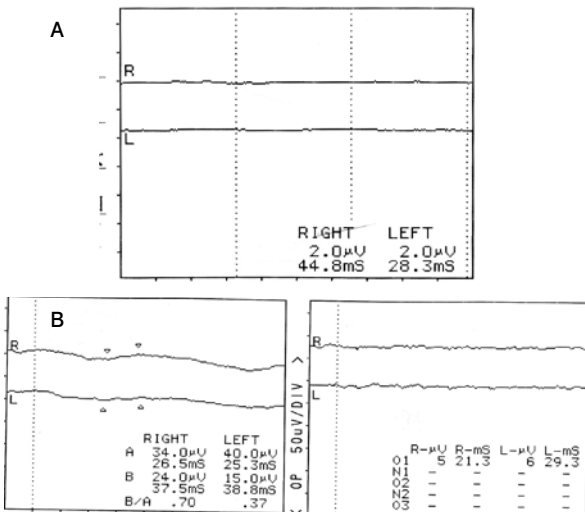 A
R
L
RIGHT LEFT
2.0µV 2.0µV
44.8mS 28.3mS
B
R
L
RIGHT LEFT
A 34.0µV 40.0µV
26.5mS 25.3mS
B 24.0µV 15.0µV
37.5mS 38.8mS
B/A .70 .37
OP 50uV/DIV
R
L
R-µV R-mS L-µV L-mS
O1 5 21.3 6 29.3
N1 - - - -
O2 - - - -
N2 - - - -
O3 - - - -